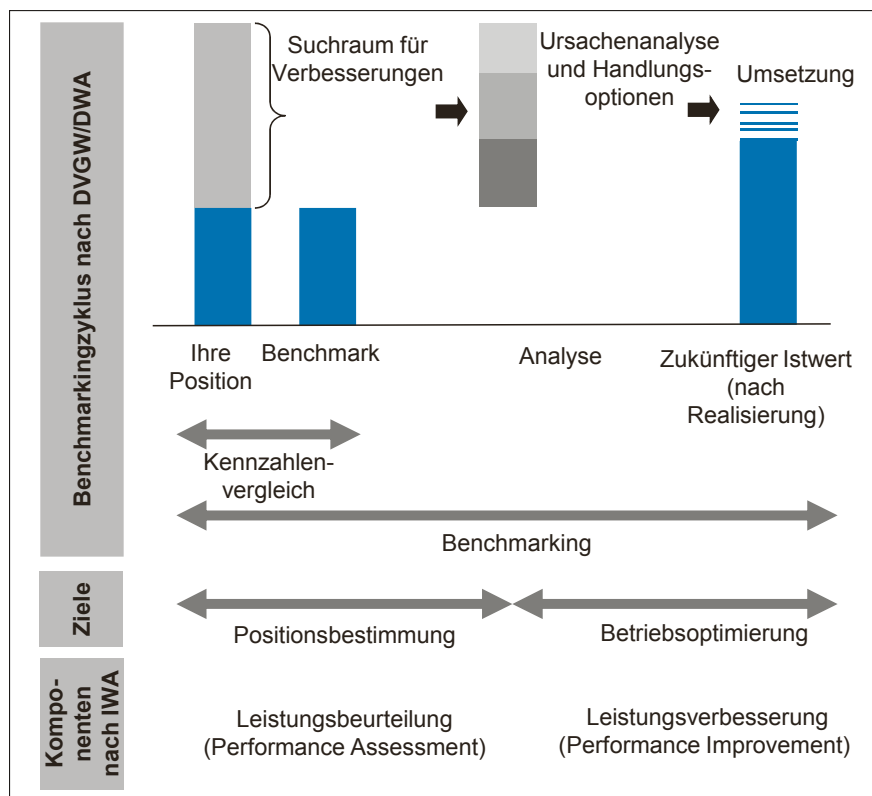 Benchmarkingzyklus nach DVGW/DWA
Suchraum für
Verbesserungen
Ursachenanalyse
und Handlungs-
optionen
Umsetzung
Ihre
Position
Benchmark
Analyse
Zukünftiger Istwert
(nach
Realisierung)
Kennzahlen-
vergleich
Benchmarking
Ziele
Positionsbestimmung
Betriebsoptimierung
Kompo-
nenten
nach IWA
Leistungsbeurteilung
(Performance Assessment)
Leistungsverbesserung
(Performance Improvement)